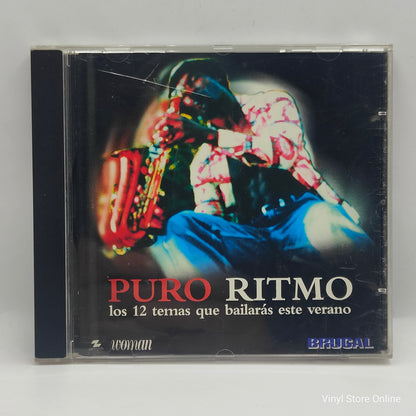 PURO RITMO
los 12 temas que bailarás este verano
woman BRUGAL
Vinyl Store Online